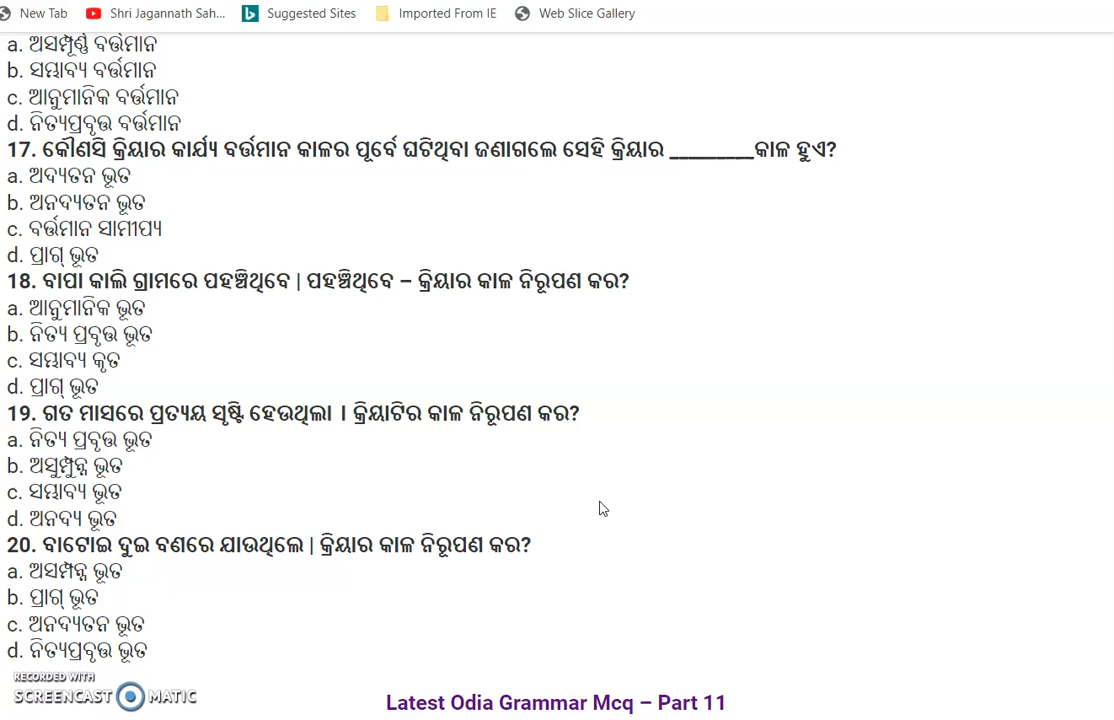 New Tab Shri Jagannath Sah... Suggested Sites Imported From IE Web Slice Gallery
a. ଅସମ୍ପୂର୍ଣ୍ଣ ବର୍ତ୍ତମାନ
b. ସମ୍ଭାବ୍ୟ ବର୍ତ୍ତମାନ
c. ଆନୁମାନିକ ବର୍ତ୍ତମାନ
d. ନିତ୍ୟପ୍ରବୃତ୍ତ ବର୍ତ୍ତମାନ
17. କୌଣସି କ୍ରିୟାର କାର୍ଯ୍ୟ ବର୍ତ୍ତମାନ କାଳର ପୂର୍ବେ ଘଟିଥିବା ଜଣାଗଲେ ସେହି କ୍ରିୟାର _________କାଳ ହୁଏ?
a. ଅଦ୍ୟତନ ଭୂତ
b. ଅନଦ୍ୟତନ ଭୂତ
c. ବର୍ତ୍ତମାନ ସାମୀପ୍ୟ
d. ପ୍ରାଗ୍ ଭୂତ
18. ବାପା କାଲି ଗ୍ରାମରେ ପହଞ୍ଚିଥିବେ | ପହଞ୍ଚିଥିବେ – କ୍ରିୟାର କାଳ ନିରୂପଣ କର?
a. ଆନୁମାନିକ ଭୂତ
b. ନିତ୍ୟ ପ୍ରବୃତ୍ତ ଭୂତ
c. ସମ୍ଭାବ୍ୟ କୃତ
d. ପ୍ରାଗ୍ ଭୂତ
19. ଗତ ମାସରେ ପ୍ରତ୍ୟୟ ସୃଷ୍ଟି ହେଉଥିଲା । କ୍ରିୟାଟିର କାଳ ନିରୂପଣ କର?
a. ନିତ୍ୟ ପ୍ରବୃତ୍ତ ଭୂତ
b. ଅସୁମ୍ପୁନ୍ନ ଭୂତ
c. ସମ୍ଭାବ୍ୟ ଭୂତ
d. ଅନଦ୍ୟ ଭୂତ
20. ବାଟୋଇ ଦୁଇ ବଣରେ ଯାଉଥିଲେ | କ୍ରିୟାର କାଳ ନିରୂପଣ କର?
a. ଅସମ୍ପନ୍ନ ଭୂତ
b. ପ୍ରାଗ୍ ଭୂତ
c. ଅନଦ୍ୟତନ ଭୂତ
d. ନିତ୍ୟପ୍ରବୃତ୍ତ ଭୂତ
RECORDED WITH
SCREENCAST MATIC
Latest Odia Grammar Mcq – Part 11